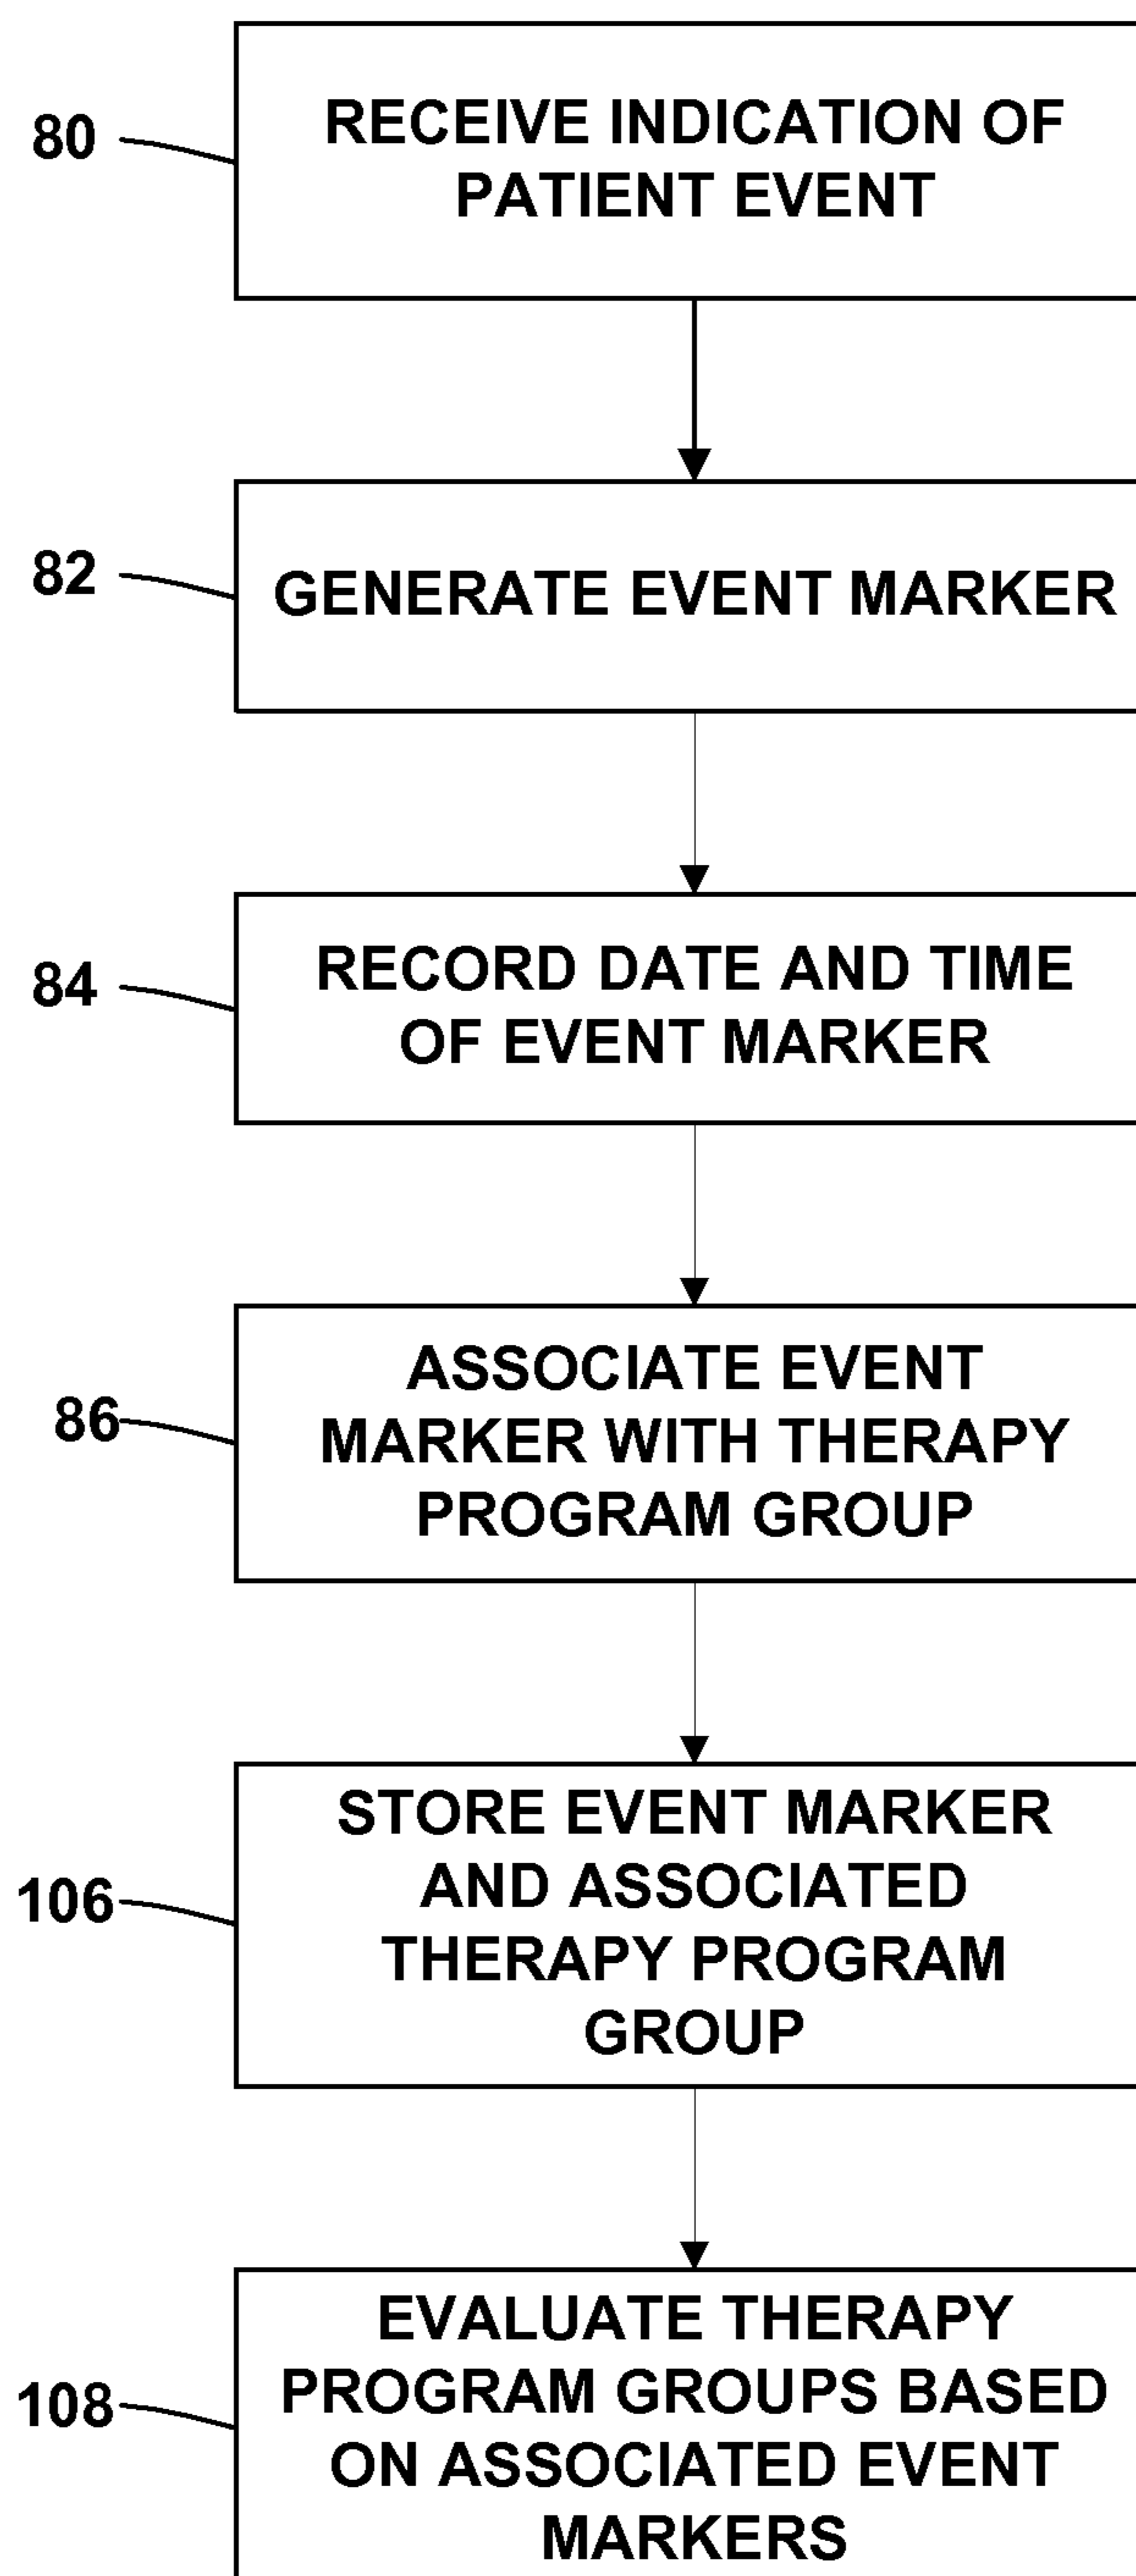 80
RECEIVE INDICATION OF
PATIENT EVENT
82
GENERATE EVENT MARKER
84
RECORD DATE AND TIME
OF EVENT MARKER
86
ASSOCIATE EVENT
MARKER WITH THERAPY
PROGRAM GROUP
106
STORE EVENT MARKER
AND ASSOCIATED
THERAPY PROGRAM
GROUP
108
EVALUATE THERAPY
PROGRAM GROUPS BASED
ON ASSOCIATED EVENT
MARKERS